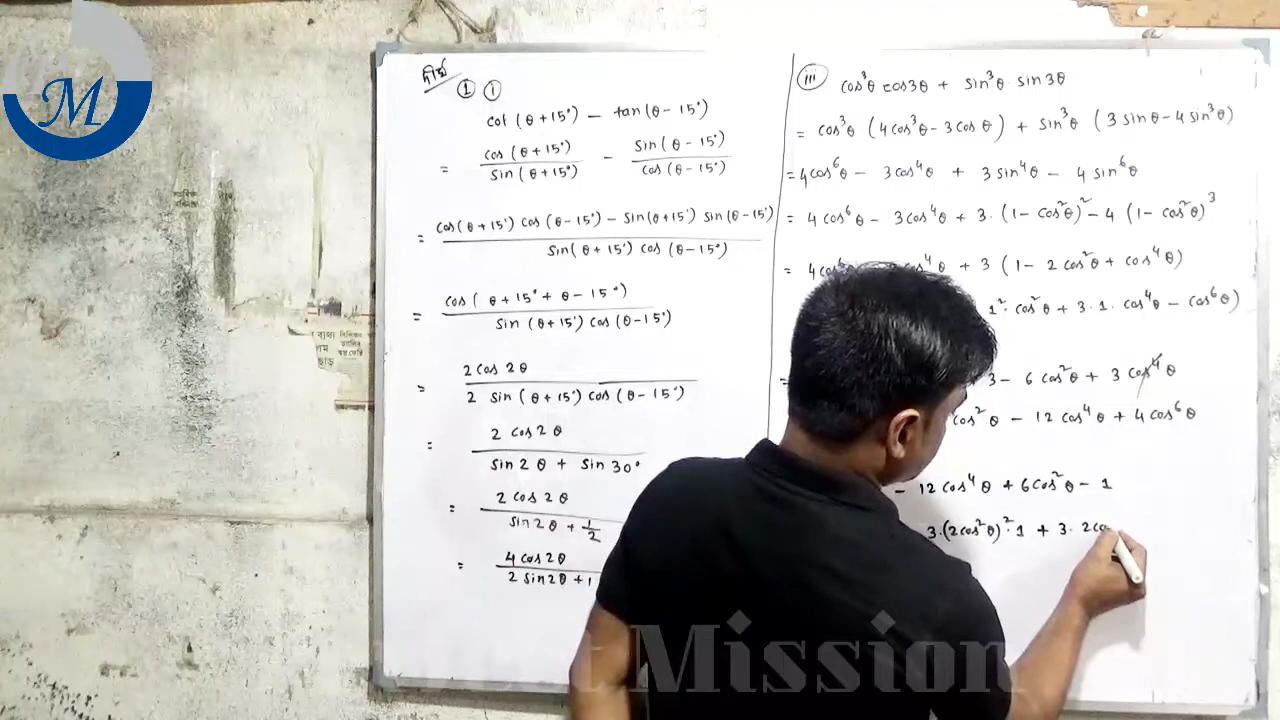 M
দীর্ঘ
① ⓘ
cot (θ + 15°) − tan (θ − 15°)
= cos (θ + 15°) / sin (θ + 15°) − sin (θ − 15°) / cos (θ − 15°)
= cos (θ + 15°) cos (θ − 15°) − sin (θ + 15°) sin (θ − 15°) / sin (θ + 15°) cos (θ − 15°)
= cos ( θ + 15° + θ − 15°) / sin (θ + 15°) cos (θ − 15°)
= 2 cos 2θ / 2 sin (θ + 15°) cos (θ − 15°)
= 2 cos 2θ / sin 2θ + sin 30°
= 2 cos 2θ / sin 2θ + 1/2
= 4 cos 2θ / 2 sin 2θ + 1
iii cos³θ cos 3θ + sin³θ · sin 3θ
= cos³θ (4 cos³θ − 3 cos θ) + sin³θ (3 sin θ − 4 sin³θ)
= 4 cos⁶θ − 3 cos⁴θ + 3 sin⁴θ − 4 sin⁶θ
= 4 cos⁶θ − 3 cos⁴θ + 3 · (1 − cos²θ)² − 4 (1 − cos²θ)³
= 4 θ + 3 (1 − 2 cos²θ + cos⁴θ)
1² · cos²θ + 3 · 1 · cos⁴θ − cos⁶θ)
= 3 − 6 cos²θ + 3 cos⁴θ
cos²θ − 12 cos⁴θ + 4 cos⁶θ
− 12 cos⁴θ + 6 cos²θ − 1
3 · (2cos²θ)² · 1 + 3 · 2
Mission